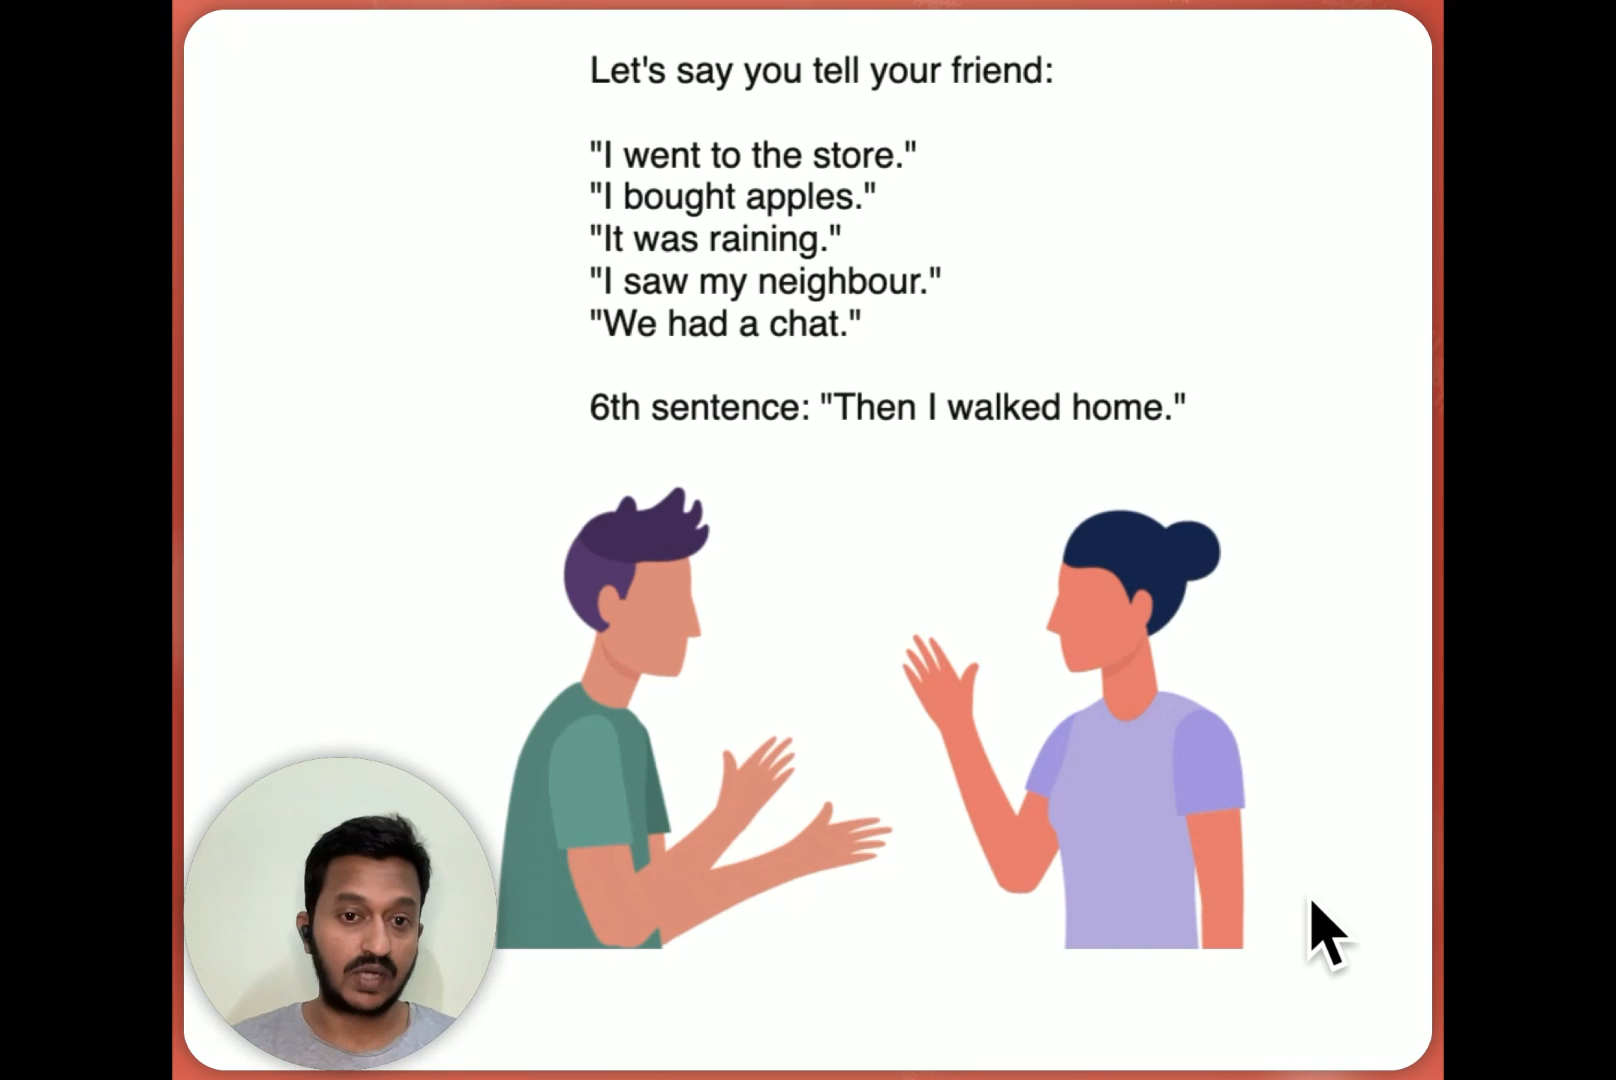 Let's say you tell your friend:
"I went to the store."
"I bought apples."
"It was raining."
"I saw my neighbour."
"We had a chat."
6th sentence: "Then I walked home."